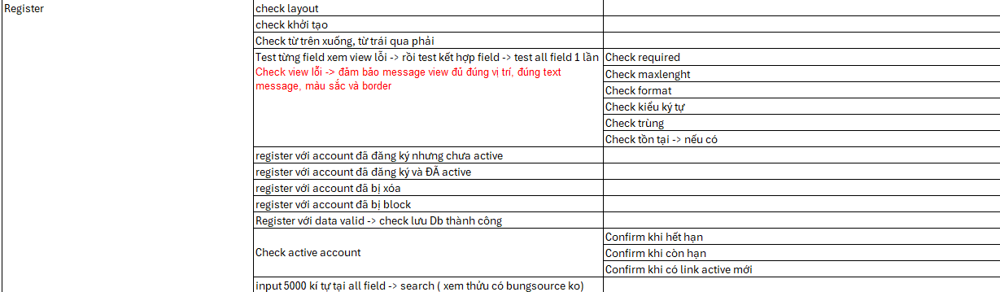 Register
check layout
check khởi tạo
Check từ trên xuống, từ trái qua phải
Test từng field xem view lỗi -> rồi test kết hợp field -> test all field 1 lần
Check view lỗi -> đảm bảo message view đủ đúng vị trí, đúng text
message, màu sắc và border
Check required
Check maxlenght
Check format
Check kiểu ký tự
Check trùng
Check tồn tại -> nếu có
register với account đã đăng ký nhưng chưa active
register với account đã đăng ký và ĐÃ active
register với account đã bị xóa
register với account đã bị block
Register với data valid -> check lưu Db thành công
Check active account
Confirm khi hết hạn
Confirm khi còn hạn
Confirm khi có link active mới
input 5000 kí tự tại all field -> search ( xem thửu có bungsource ko)